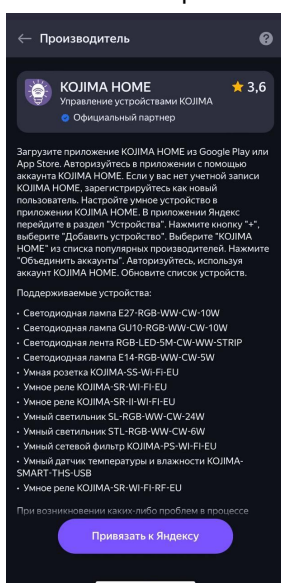 ← Производитель
KOJIMA HOME
3,6
Управление устройствами KOJIMA
Официальный партнер
Загрузите приложение KOJIMA HOME из Google Play или
App Store. Авторизуйтесь в приложении с помощью
аккаунта KOJIMA HOME. Если у вас нет учетной записи
KOJIMA HOME, зарегистрируйтесь как новый
пользователь. Настройте умное устройство в
приложении KOJIMA HOME. В приложении Яндекс
перейдите в раздел "Устройства". Нажмите кнопку "+",
выберите "Добавить устройство". Выберите "KOJIMA
HOME" из списка популярных производителей. Нажмите
"Объединить аккаунты". Авторизуйтесь, используя
аккаунт KOJIMA HOME. Обновите список устройств.
Поддерживаемые устройства:
• Светодиодная лампа E27-RGB-WW-CW-10W
• Светодиодная лампа GU10-RGB-WW-CW-10W
• Светодиодная лента RGB-LED-5M-CW-WW-STRIP
• Светодиодная лампа E14-RGB-WW-CW-5W
• Умная розетка KOJIMA-SS-Wi-Fi-EU
• Умное реле KOJIMA-SR-WI-FI-EU
• Умное реле KOJIMA-SR-II-WI-FI-EU
• Умный светильник SL-RGB-WW-CW-24W
• Умный светильник STL-RGB-WW-CW-6W
• Умный сетевой фильтр KOJIMA-PS-WI-FI-EU
• Умный датчик температуры и влажности KOJIMA-
SMART-THS-USB
• Умное реле KOJIMA-SR-WI-FI-RF-EU
При возникновении каких-либо проблем в процессе
Привязать к Яндексу